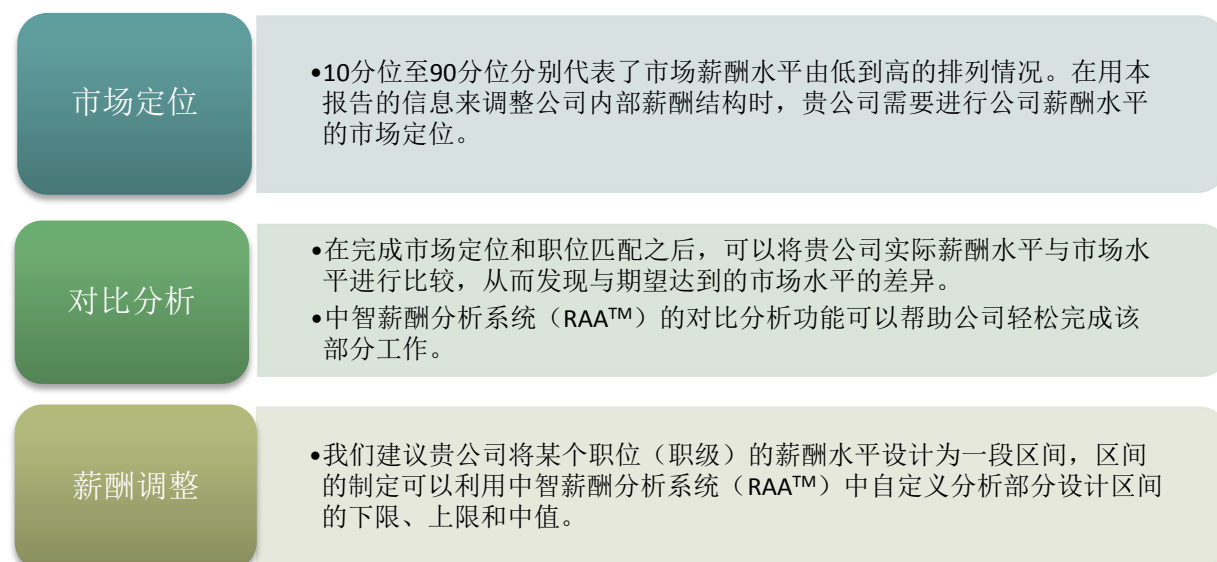 市场定位
•10分位至90分位分别代表了市场薪酬水平由低到高的排列情况。在用本
报告的信息来调整公司内部薪酬结构时，贵公司需要进行公司薪酬水平
的市场定位。
对比分析
•在完成市场定位和职位匹配之后，可以将贵公司实际薪酬水平与市场水
平进行比较，从而发现与期望达到的市场水平的差异。
•中智薪酬分析系统（RAA™）的对比分析功能可以帮助公司轻松完成该
部分工作。
薪酬调整
•我们建议贵公司将某个职位（职级）的薪酬水平设计为一段区间，区间
的制定可以利用中智薪酬分析系统（RAA™）中自定义分析部分设计区间
的下限、上限和中值。